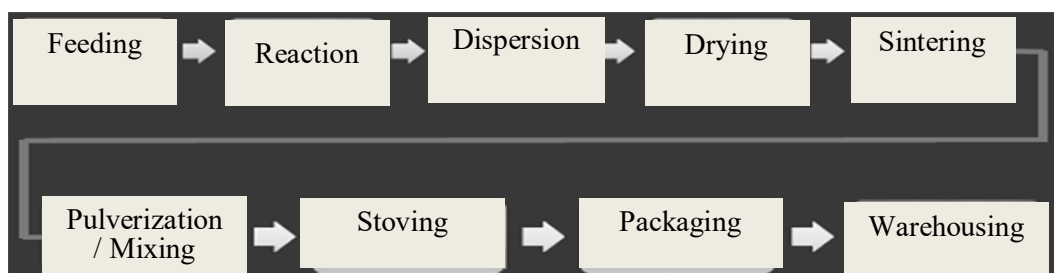 Feeding
Reaction
Dispersion
Drying
Sintering
Pulverization
/ Mixing
Stoving
Packaging
Warehousing